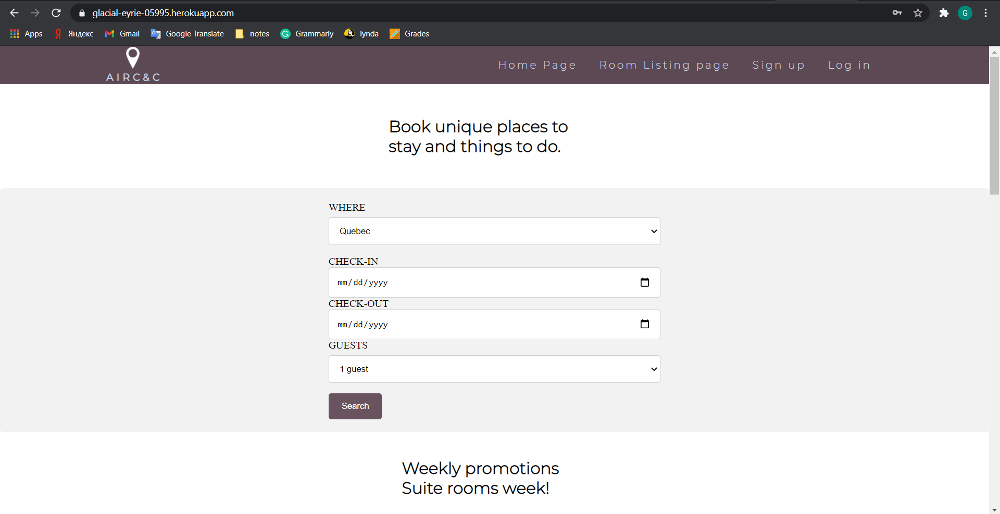 glacial-eyrie-05995.herokuapp.com
G
Apps Яндекс Gmail Google Translate notes Grammarly lynda Grades
AIRC&C
Home Page Room Listing page Sign up Log in
Book unique places to
stay and things to do.
WHERE
Quebec
CHECK-IN
mm/dd/yyyy
CHECK-OUT
mm/dd/yyyy
GUESTS
1 guest
Search
Weekly promotions
Suite rooms week!